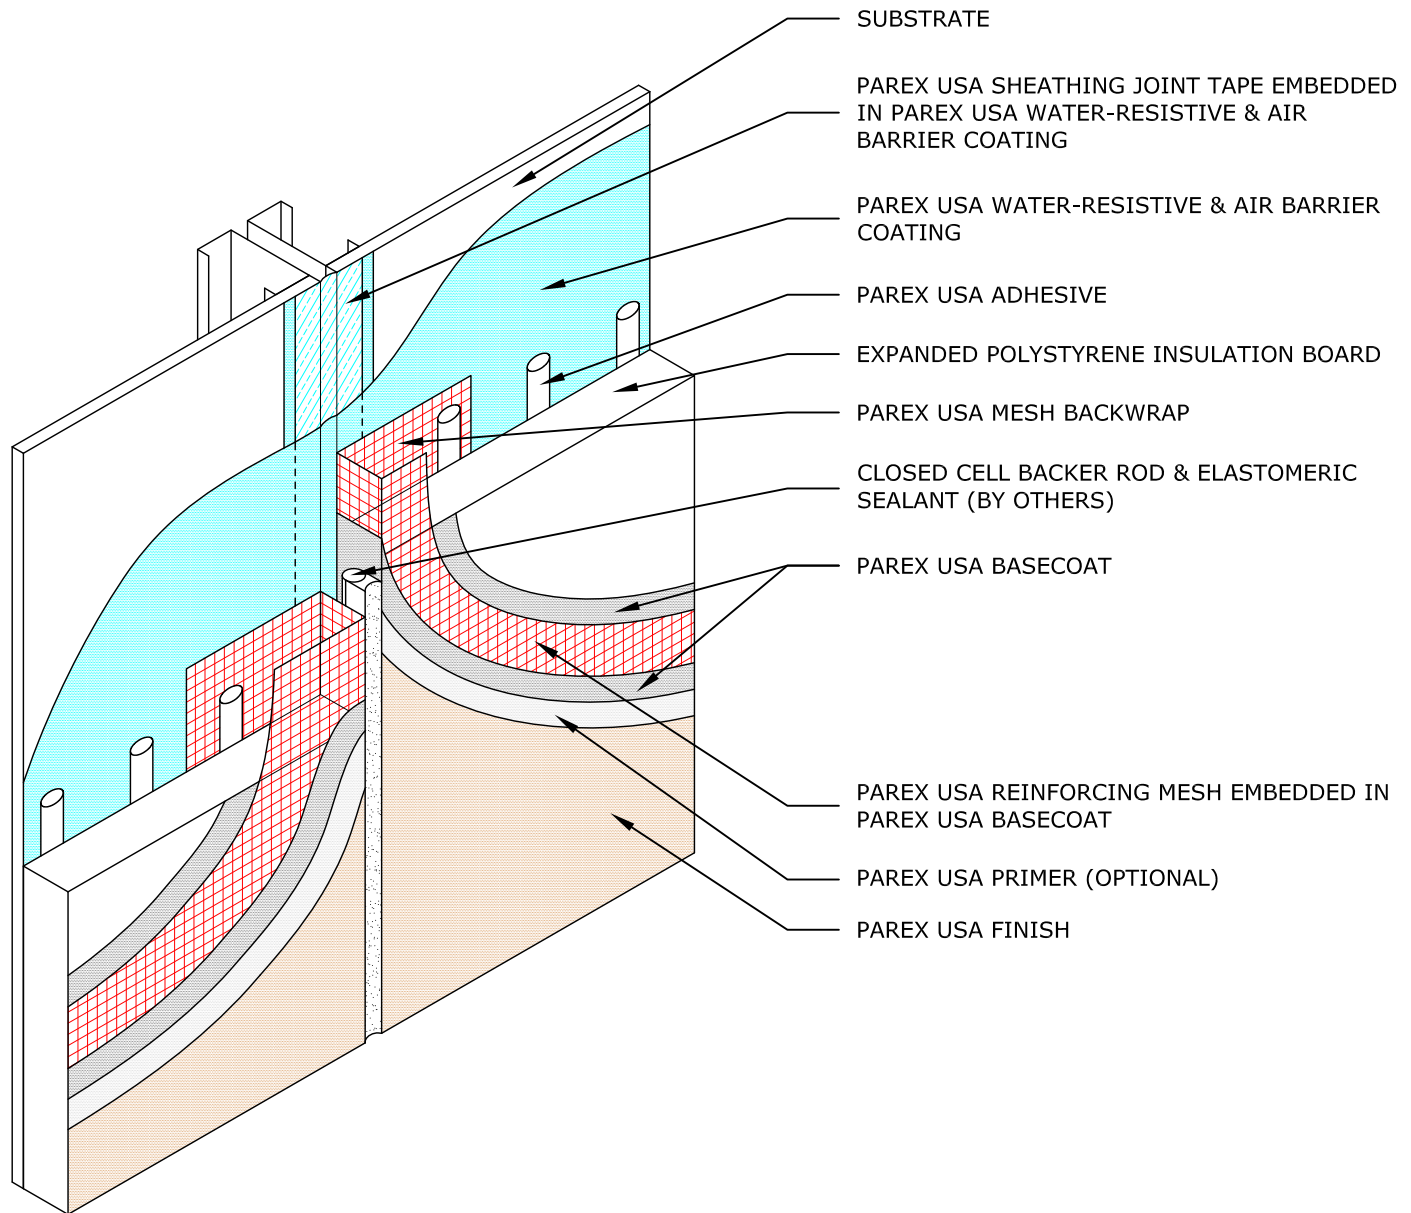 SUBSTRATE
PAREX USA SHEATHING JOINT TAPE EMBEDDED
IN PAREX USA WATER-RESISTIVE & AIR
BARRIER COATING
PAREX USA WATER-RESISTIVE & AIR BARRIER
COATING
PAREX USA ADHESIVE
EXPANDED POLYSTYRENE INSULATION BOARD
PAREX USA MESH BACKWRAP
CLOSED CELL BACKER ROD & ELASTOMERIC
SEALANT (BY OTHERS)
PAREX USA BASECOAT
PAREX USA REINFORCING MESH EMBEDDED IN
PAREX USA BASECOAT
PAREX USA PRIMER (OPTIONAL)
PAREX USA FINISH